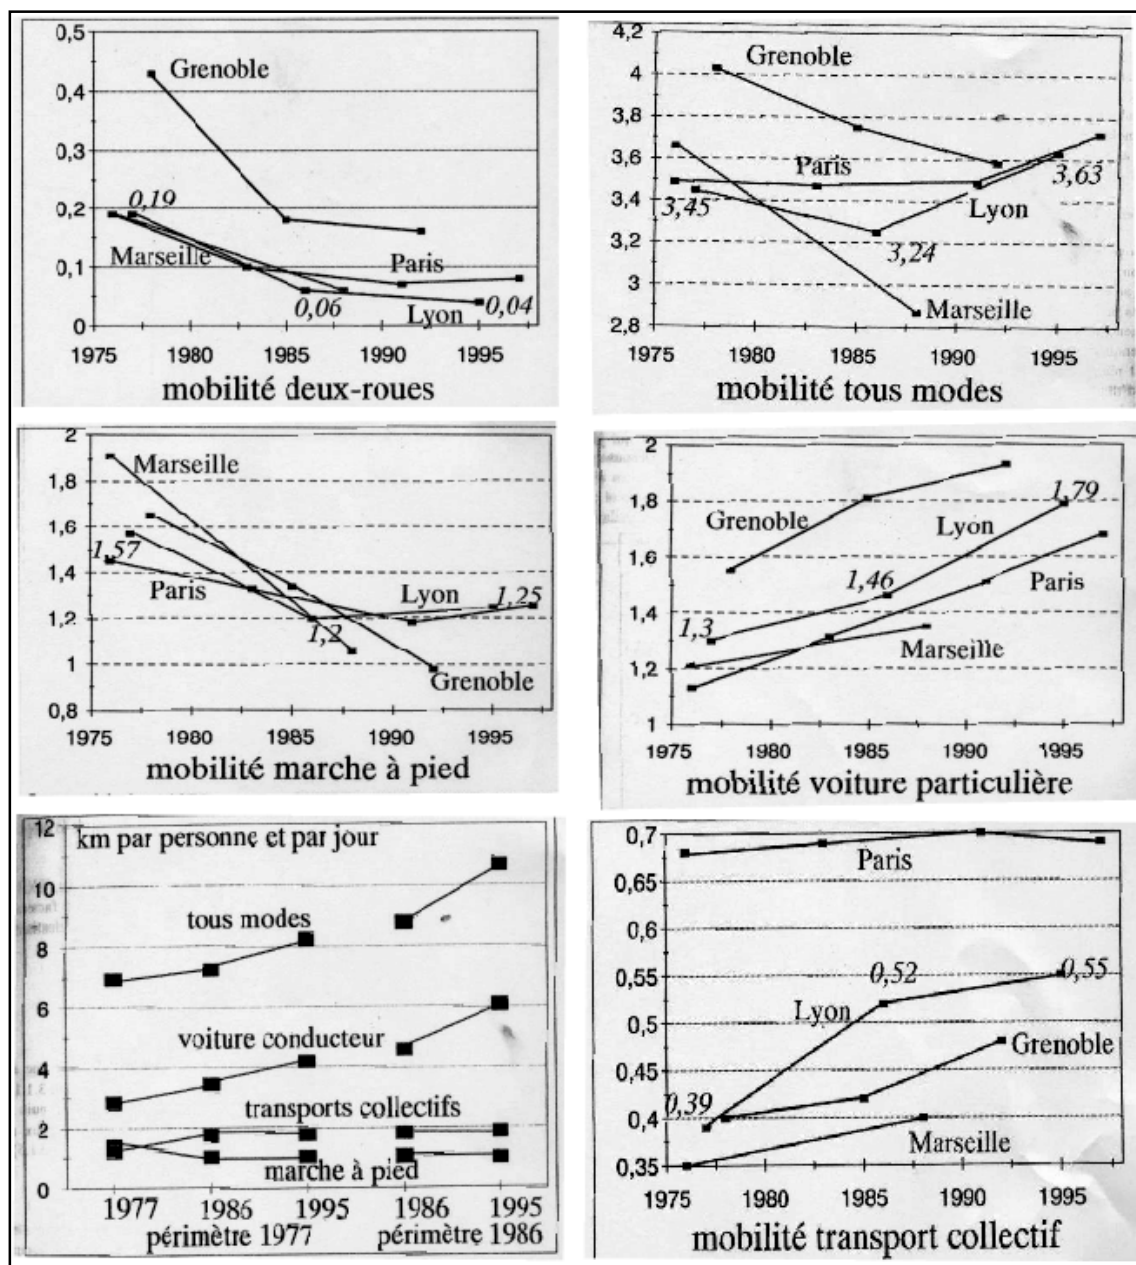 0,5
0,4
0,3
0,2
0,1
0
Grenoble
0,19
Marseille
Paris
0,06
Lyon
0,04
1975 1980 1985 1990 1995
mobilité deux-roues
4,2
4
3,8
3,6
3,4
3,2
3
2,8
Grenoble
Paris
3,63
3,45
Lyon
3,24
Marseille
1975 1980 1985 1990 1995
mobilité tous modes
2
1,8
1,6
1,4
1,2
1
0,8
Marseille
1,57
Paris
Lyon
1,25
1,2
Grenoble
1975 1980 1985 1990 1995
mobilité marche à pied
2
1,8
1,6
1,4
1,2
1
1,79
Grenoble
Lyon
1,46
Paris
1,3
Marseille
1975 1980 1985 1990 1995
mobilité voiture particulière
12
10
8
6
4
2
0
km par personne et par jour
tous modes
voiture conducteur
transports collectifs
marche à pied
1977 1986 1995 1986 1995
périmètre 1977 périmètre 1986
0,7
0,65
0,6
0,55
0,5
0,45
0,4
0,35
Paris
0,52
0,55
Lyon
Grenoble
0,39
Marseille
1975 1980 1985 1990 1995
mobilité transport collectif